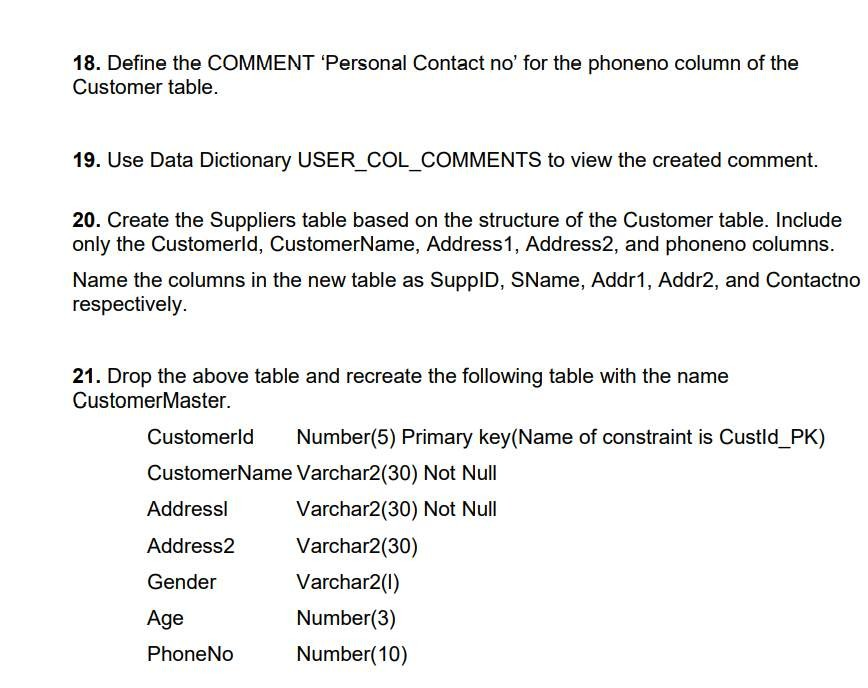 18. Define the COMMENT ‘Personal Contact no’ for the phoneno column of the
Customer table.
19. Use Data Dictionary USER_COL_COMMENTS to view the created comment.
20. Create the Suppliers table based on the structure of the Customer table. Include
only the CustomerId, CustomerName, Address1, Address2, and phoneno columns.
Name the columns in the new table as SuppID, SName, Addr1, Addr2, and Contactno
respectively.
21. Drop the above table and recreate the following table with the name
CustomerMaster.
CustomerId Number(5) Primary key(Name of constraint is CustId_PK)
CustomerName Varchar2(30) Not Null
Addressl Varchar2(30) Not Null
Address2 Varchar2(30)
Gender Varchar2(l)
Age Number(3)
PhoneNo Number(10)